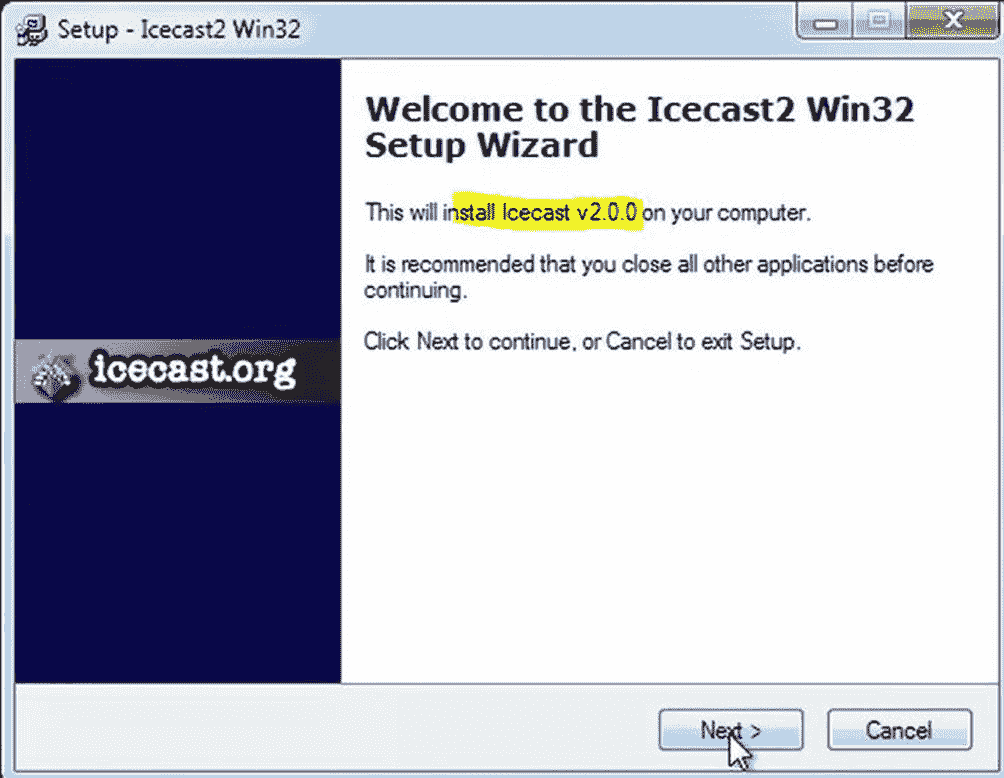 Setup - Icecast2 Win32
Welcome to the Icecast2 Win32
Setup Wizard
This will install Icecast v2.0.0 on your computer.
It is recommended that you close all other applications before
continuing.
Click Next to continue, or Cancel to exit Setup.
icecast.org
Next >
Cancel